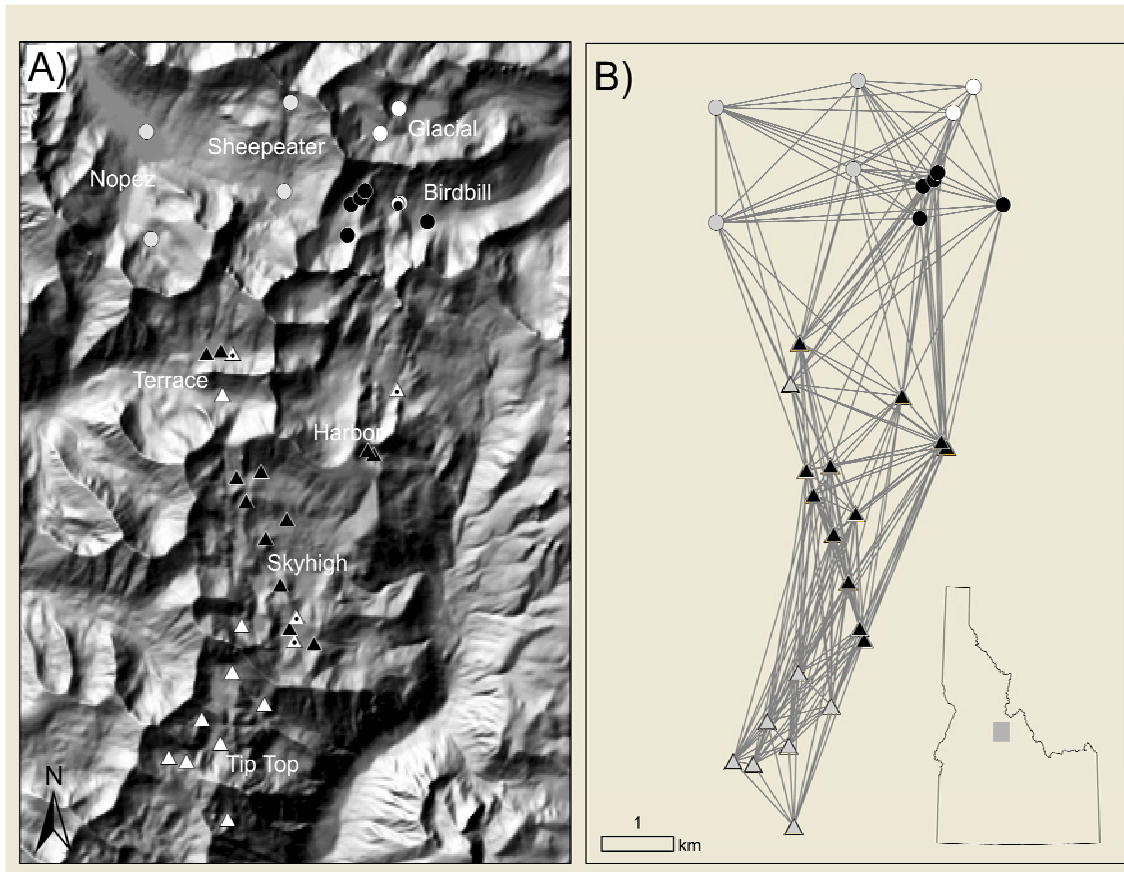 A)
B)
Glacial
Sheepeater
Nopez
Birdbill
Terrace
Harbor
Skyhigh
Tip Top
N
1
km